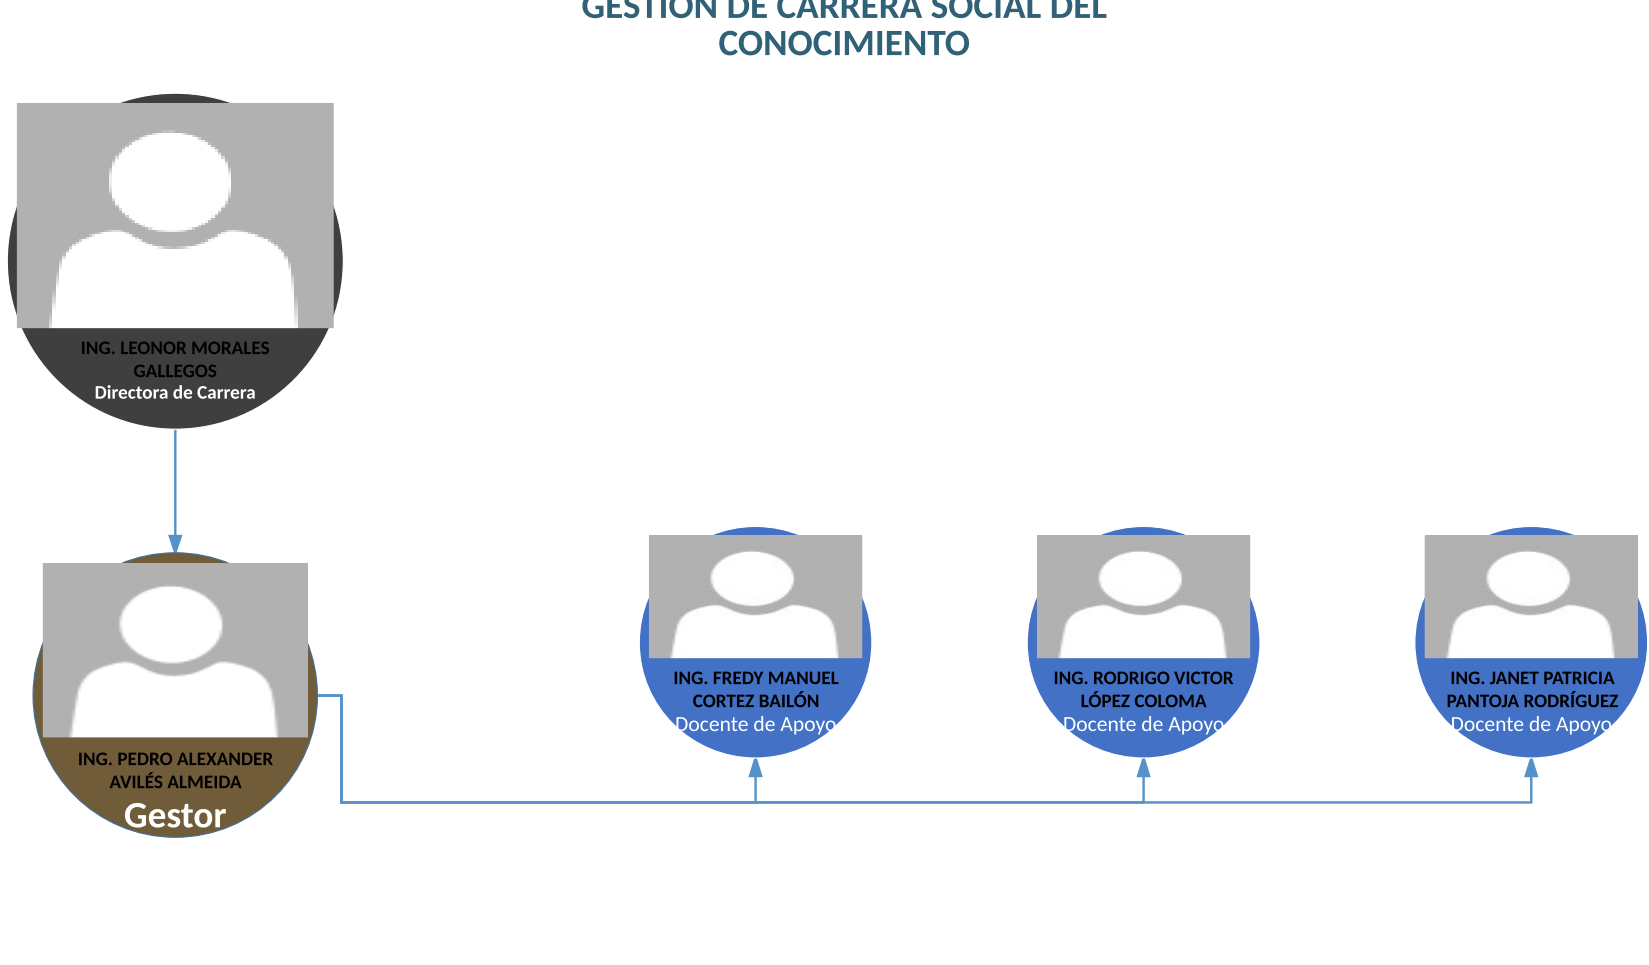 GESTIÓN DE CARRERA SOCIAL DEL
CONOCIMIENTO
ING. LEONOR MORALES
GALLEGOS
Directora de Carrera
ING. FREDY MANUEL
CORTEZ BAILÓN
Docente de Apoyo
ING. RODRIGO VICTOR
LÓPEZ COLOMA
Docente de Apoyo
ING. JANET PATRICIA
PANTOJA RODRÍGUEZ
Docente de Apoyo
ING. PEDRO ALEXANDER
AVILÉS ALMEIDA
Gestor